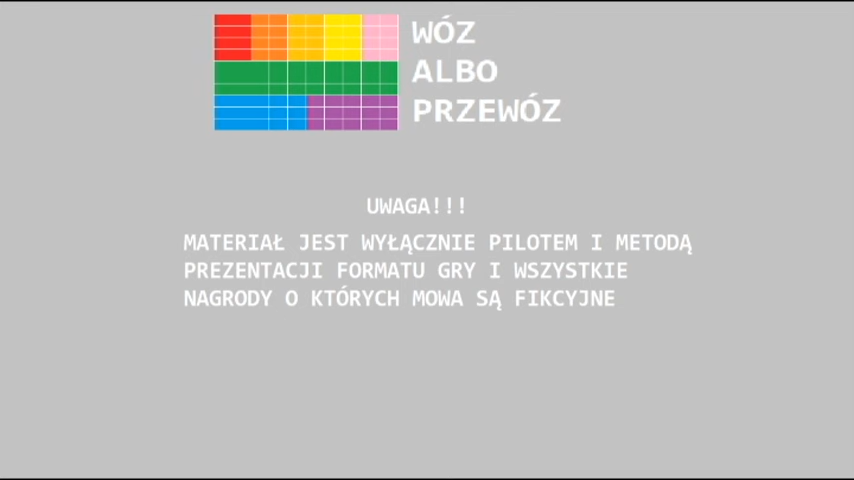 WÓZ
ALBO
PRZEWÓZ
UWAGA!!!
MATERIAŁ JEST WYŁĄCZNIE PILOTEM I METODĄ
PREZENTACJI FORMATU GRY I WSZYSTKIE
NAGRODY O KTÓRYCH MOWA SĄ FIKCYJNE